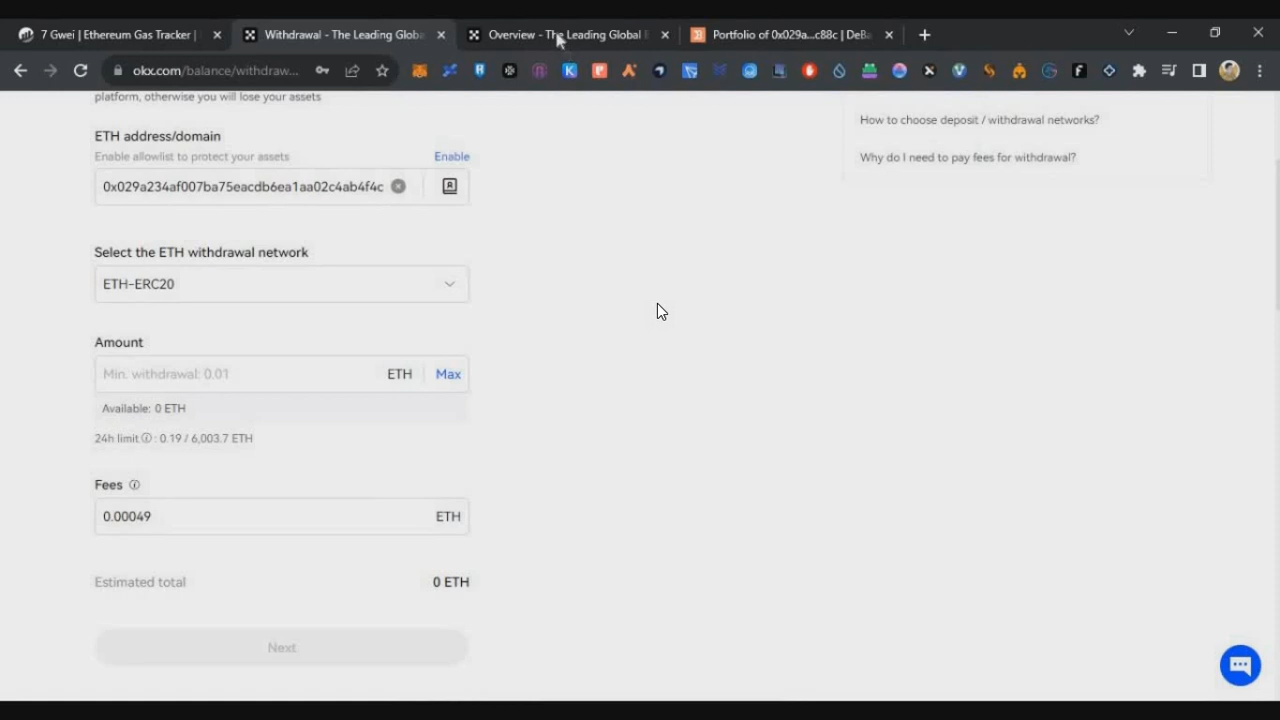 7 Gwei | Ethereum Gas Tracker |
Withdrawal - The Leading Globa
Overview - The Leading Global
Portfolio of 0x029a...c88c | DeBa
okx.com/balance/withdraw...
platform, otherwise you will lose your assets
ETH address/domain
Enable allowlist to protect your assets
Enable
0x029a234af007ba75eacdb6ea1aa02c4ab4f4c
Select the ETH withdrawal network
ETH-ERC20
Amount
Min. withdrawal: 0.01
ETH
Max
Available: 0 ETH
24h limit : 0.19 / 6,003.7 ETH
Fees
0.00049
ETH
Estimated total
0 ETH
Next
How to choose deposit / withdrawal networks?
Why do I need to pay fees for withdrawal?